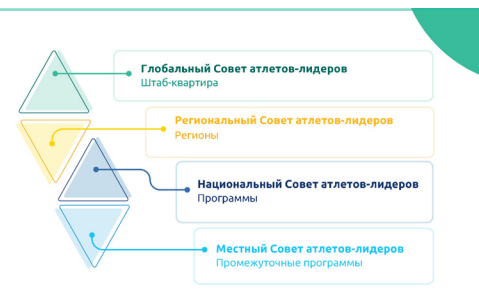 Глобальный Совет атлетов-лидеров
Штаб-квартира
Региональный Совет атлетов-лидеров
Регионы
Национальный Совет атлетов-лидеров
Программы
Местный Совет атлетов-лидеров
Промежуточные программы